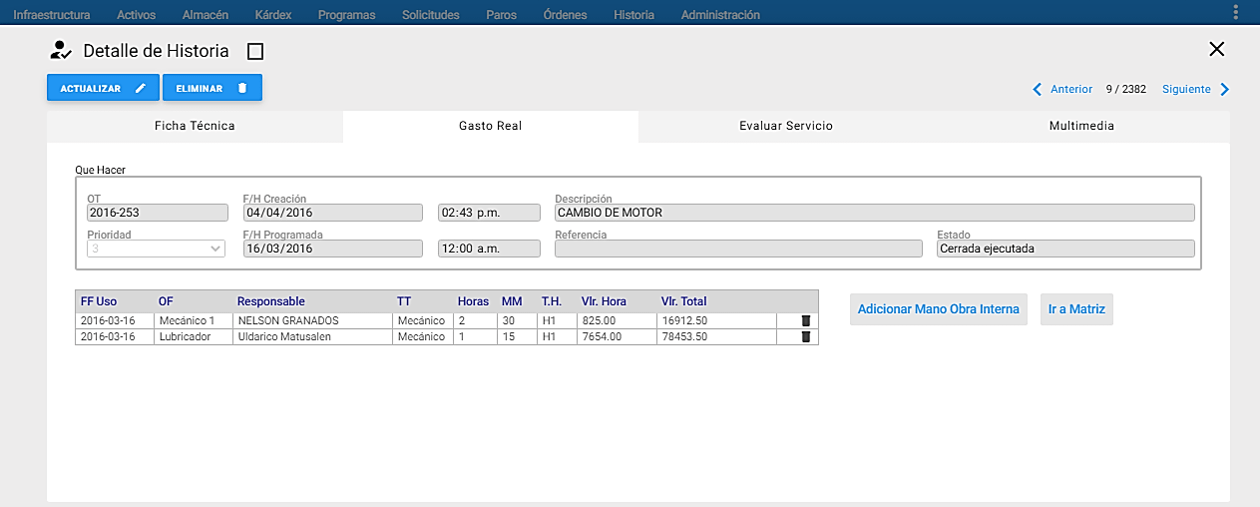 Infraestructura Activos Almacén Kárdex Programas Solicitudes Paros Órdenes Historia Administración
Detalle de Historia
ACTUALIZAR ELIMINAR Anterior 9 / 2382 Siguiente
Ficha Técnica Gasto Real Evaluar Servicio Multimedia
Que Hacer
OT F/H Creación Descripción
2016-253 04/04/2016 02:43 p.m. CAMBIO DE MOTOR
Prioridad F/H Programada Referencia Estado
3 16/03/2016 12:00 a.m. Cerrada ejecutada
FF Uso OF Responsable TT Horas MM T.H. Vlr. Hora Vlr. Total
Adicionar Mano Obra Interna Ir a Matriz
2016-03-16 Mecánico 1 NELSON GRANADOS Mecánico 2 30 H1 825.00 16912.50
2016-03-16 Lubricador Uldarico Matusalen Mecánico 1 15 H1 7654.00 78453.50